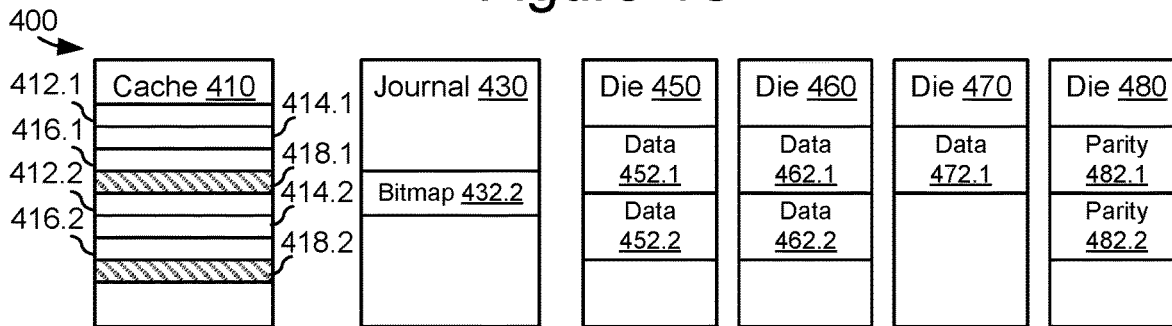 400
Cache 410
412.1
414.1
416.1
418.1
412.2
414.2
416.2
418.2
Journal 430
Bitmap 432.2
Die 450
Data
452.1
Data
452.2
Die 460
Data
462.1
Data
462.2
Die 470
Data
472.1
Die 480
Parity
482.1
Parity
482.2